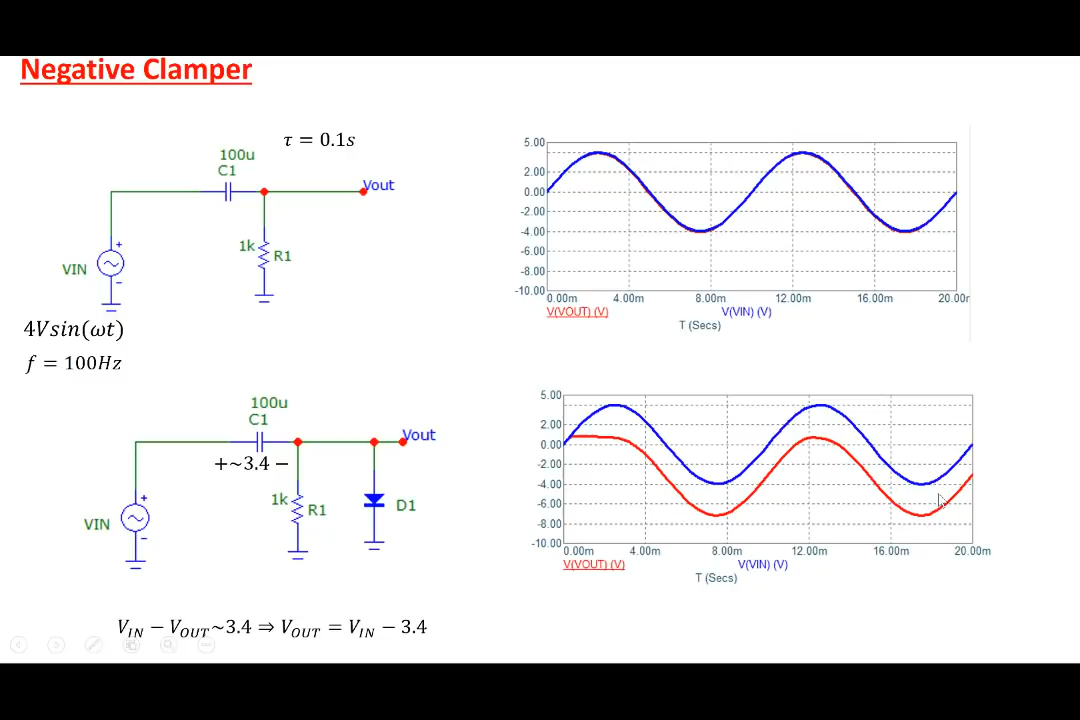 Negative Clamper
τ = 0.1s
100u
C1
Vout
1k
R1
+
VIN
−
4Vsin(ωt)
f = 100Hz
5.00
2.00
0.00
-2.00
-4.00
-6.00
-8.00
-10.00
0.00m 4.00m 8.00m 12.00m 16.00m 20.00r
V(VOUT) (V) V(VIN) (V)
T (Secs)
100u
C1
Vout
+~3.4 −
1k
R1
D1
+
VIN
−
5.00
2.00
0.00
-2.00
-4.00
-6.00
-8.00
-10.00
0.00m 4.00m 8.00m 12.00m 16.00m 20.00m
V(VOUT) (V) V(VIN) (V)
T (Secs)
V_IN − V_OUT~3.4 ⇒ V_OUT = V_IN − 3.4